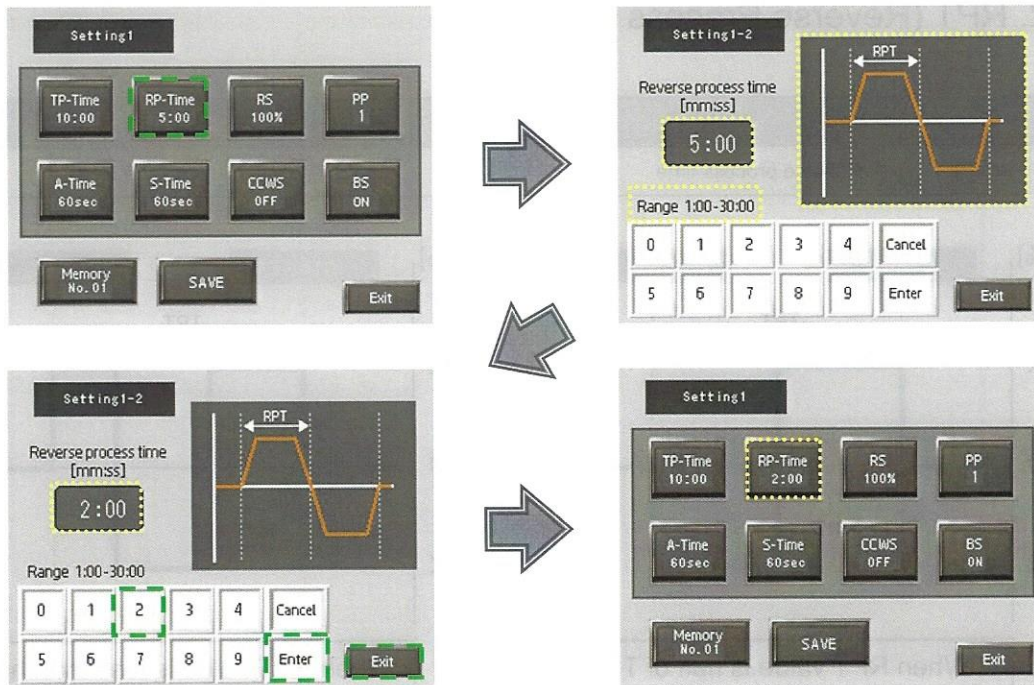 RPT (Reverse
Setting1
TP-Time
10:00
RP-Time
5:00
RS
100%
PP
1
A-Time
60sec
S-Time
60sec
CCWS
OFF
BS
ON
Memory
No.01
SAVE
Exit
Setting1-2
Reverse process time
[mm:ss]
5:00
Range 1:00-30:00
RPT
0 1 2 3 4 Cancel
5 6 7 8 9 Enter
Exit
Setting1-2
Reverse process time
[mm:ss]
2:00
Range 1:00-30:00
RPT
0 1 2 3 4 Cancel
5 6 7 8 9 Enter
Exit
Setting1
TP-Time
10:00
RP-Time
2:00
RS
100%
PP
1
A-Time
60sec
S-Time
60sec
CCWS
OFF
BS
ON
Memory
No.01
SAVE
Exit